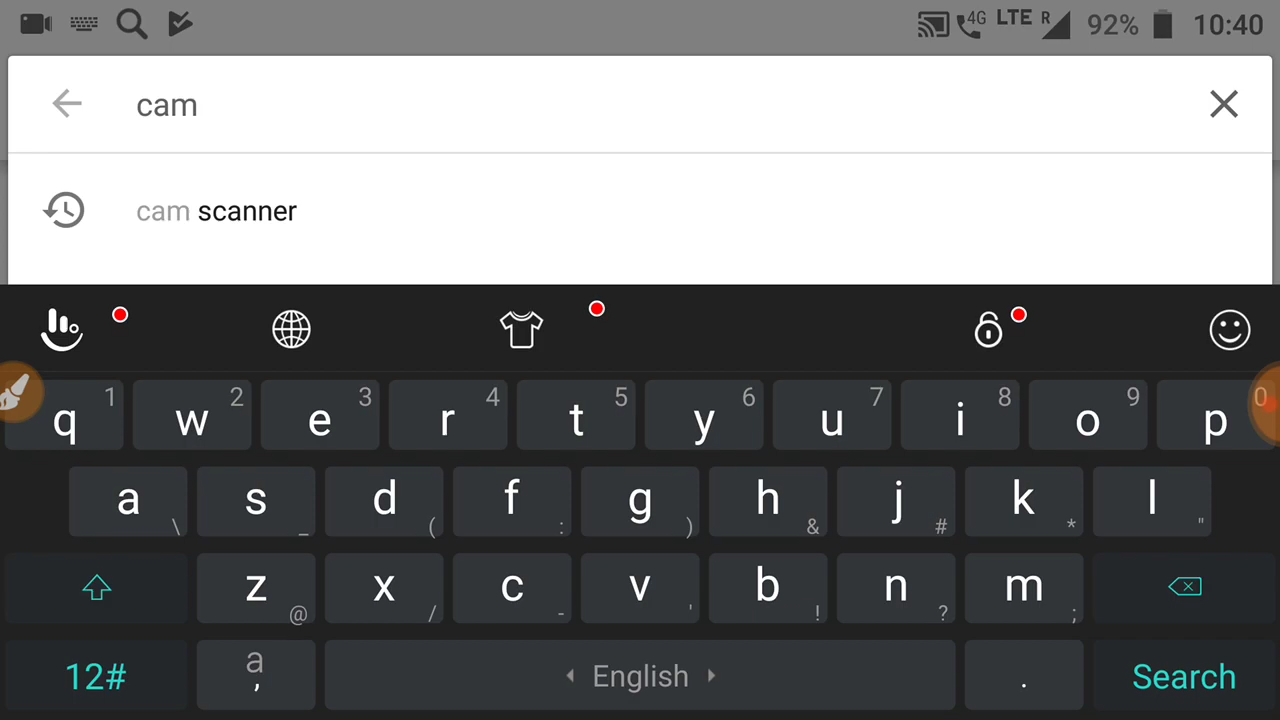 4G LTE R 92% 10:40
cam
cam scanner
q 1 w 2 e 3 r 4 t 5 y 6 u 7 i 8 o 9 p 0
a \ s _ d ( f : g ) h & j # k * l "
z @ x / c - v ' b ! n ? m ;
12# a , English . Search